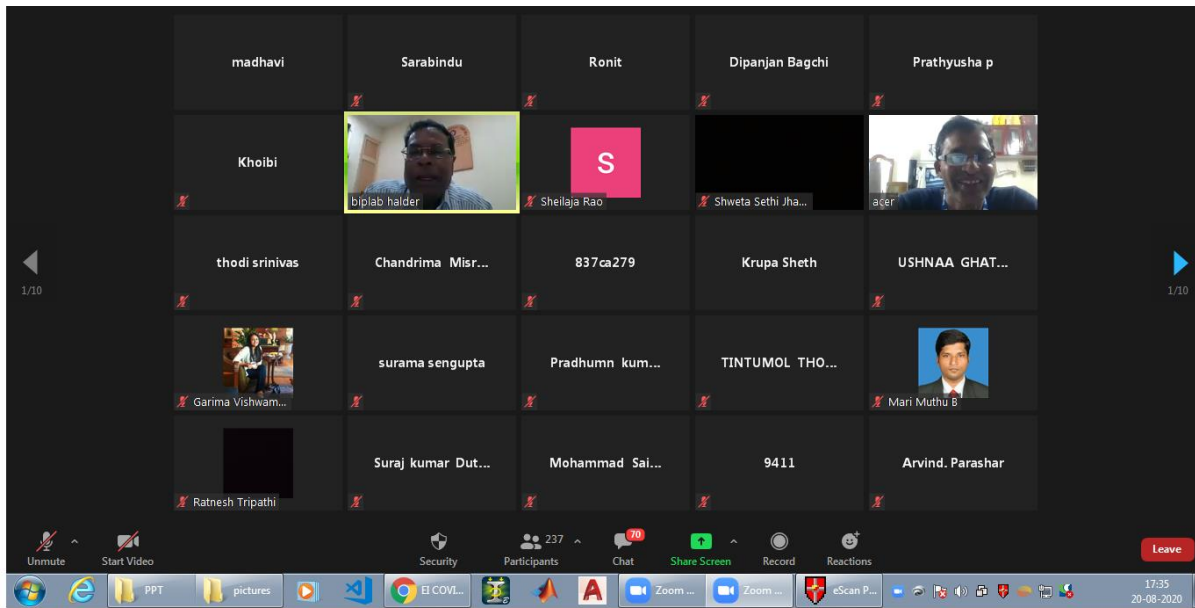 madhavi
Sarabindu
Ronit
Dipanjan Bagchi
Prathyusha p
Khoibi
biplab halder
S
Sheilaja Rao
Shweta Sethi Jha...
acer
thodi srinivas
Chandrima Misr...
837ca279
Krupa Sheth
USHNAA GHAT...
1/10
1/10
Garima Vishwam...
surama sengupta
Pradhumn kum...
TINTUMOL THO...
Mari Muthu B
Ratnesh Tripathi
Suraj kumar Dut...
Mohammad Sai...
9411
Arvind. Parashar
Unmute
Start Video
Security
Participants 237
Chat 70
Share Screen
Record
Reactions
Leave
PPT
pictures
EI COVI...
Zoom ...
Zoom ...
eScan P...
17:35
20-08-2020